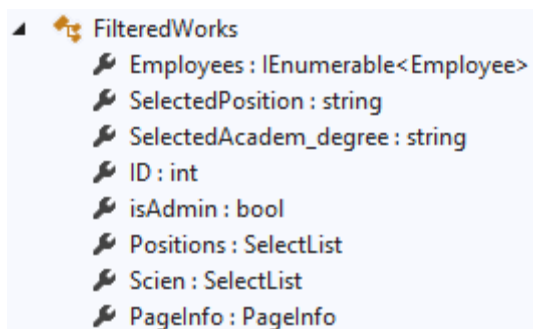 FilteredWorks
Employees : IEnumerable<Employee>
SelectedPosition : string
SelectedAcadem_degree : string
ID : int
isAdmin : bool
Positions : SelectList
Scien : SelectList
PageInfo : PageInfo